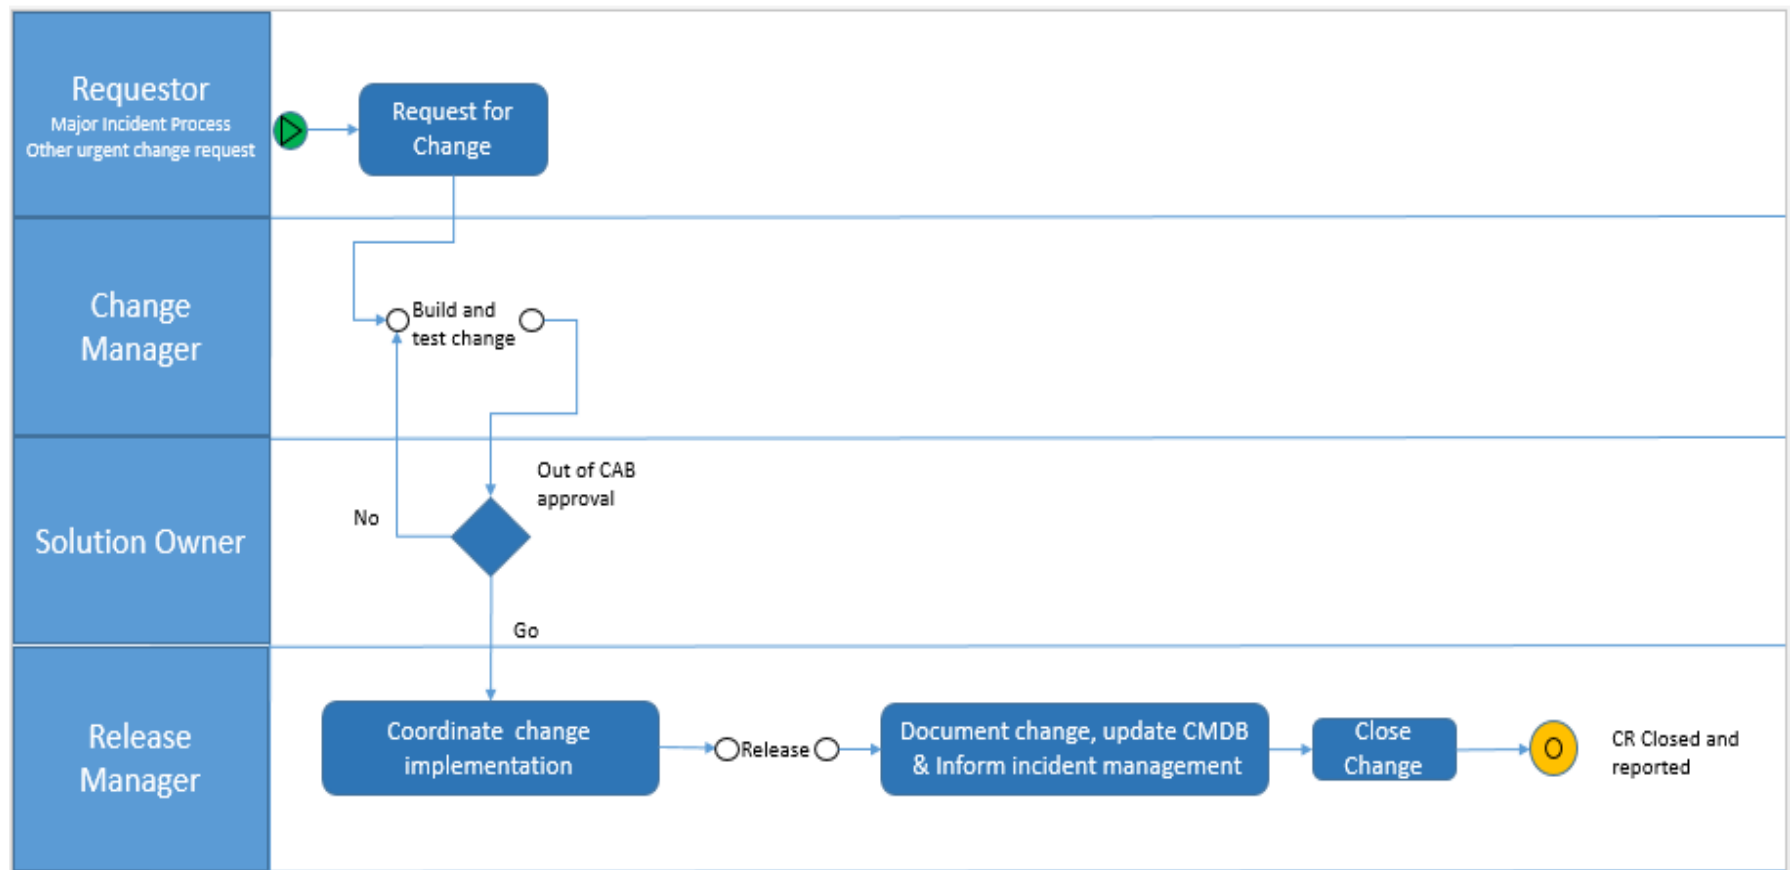 Requestor
Major Incident Process
Other urgent change request
Request for
Change
Change
Manager
Build and
test change
Solution Owner
Out of CAB
approval
No
Go
Release
Manager
Coordinate change
implementation
Release
Document change, update CMDB
& Inform incident management
Close
Change
CR Closed and
reported